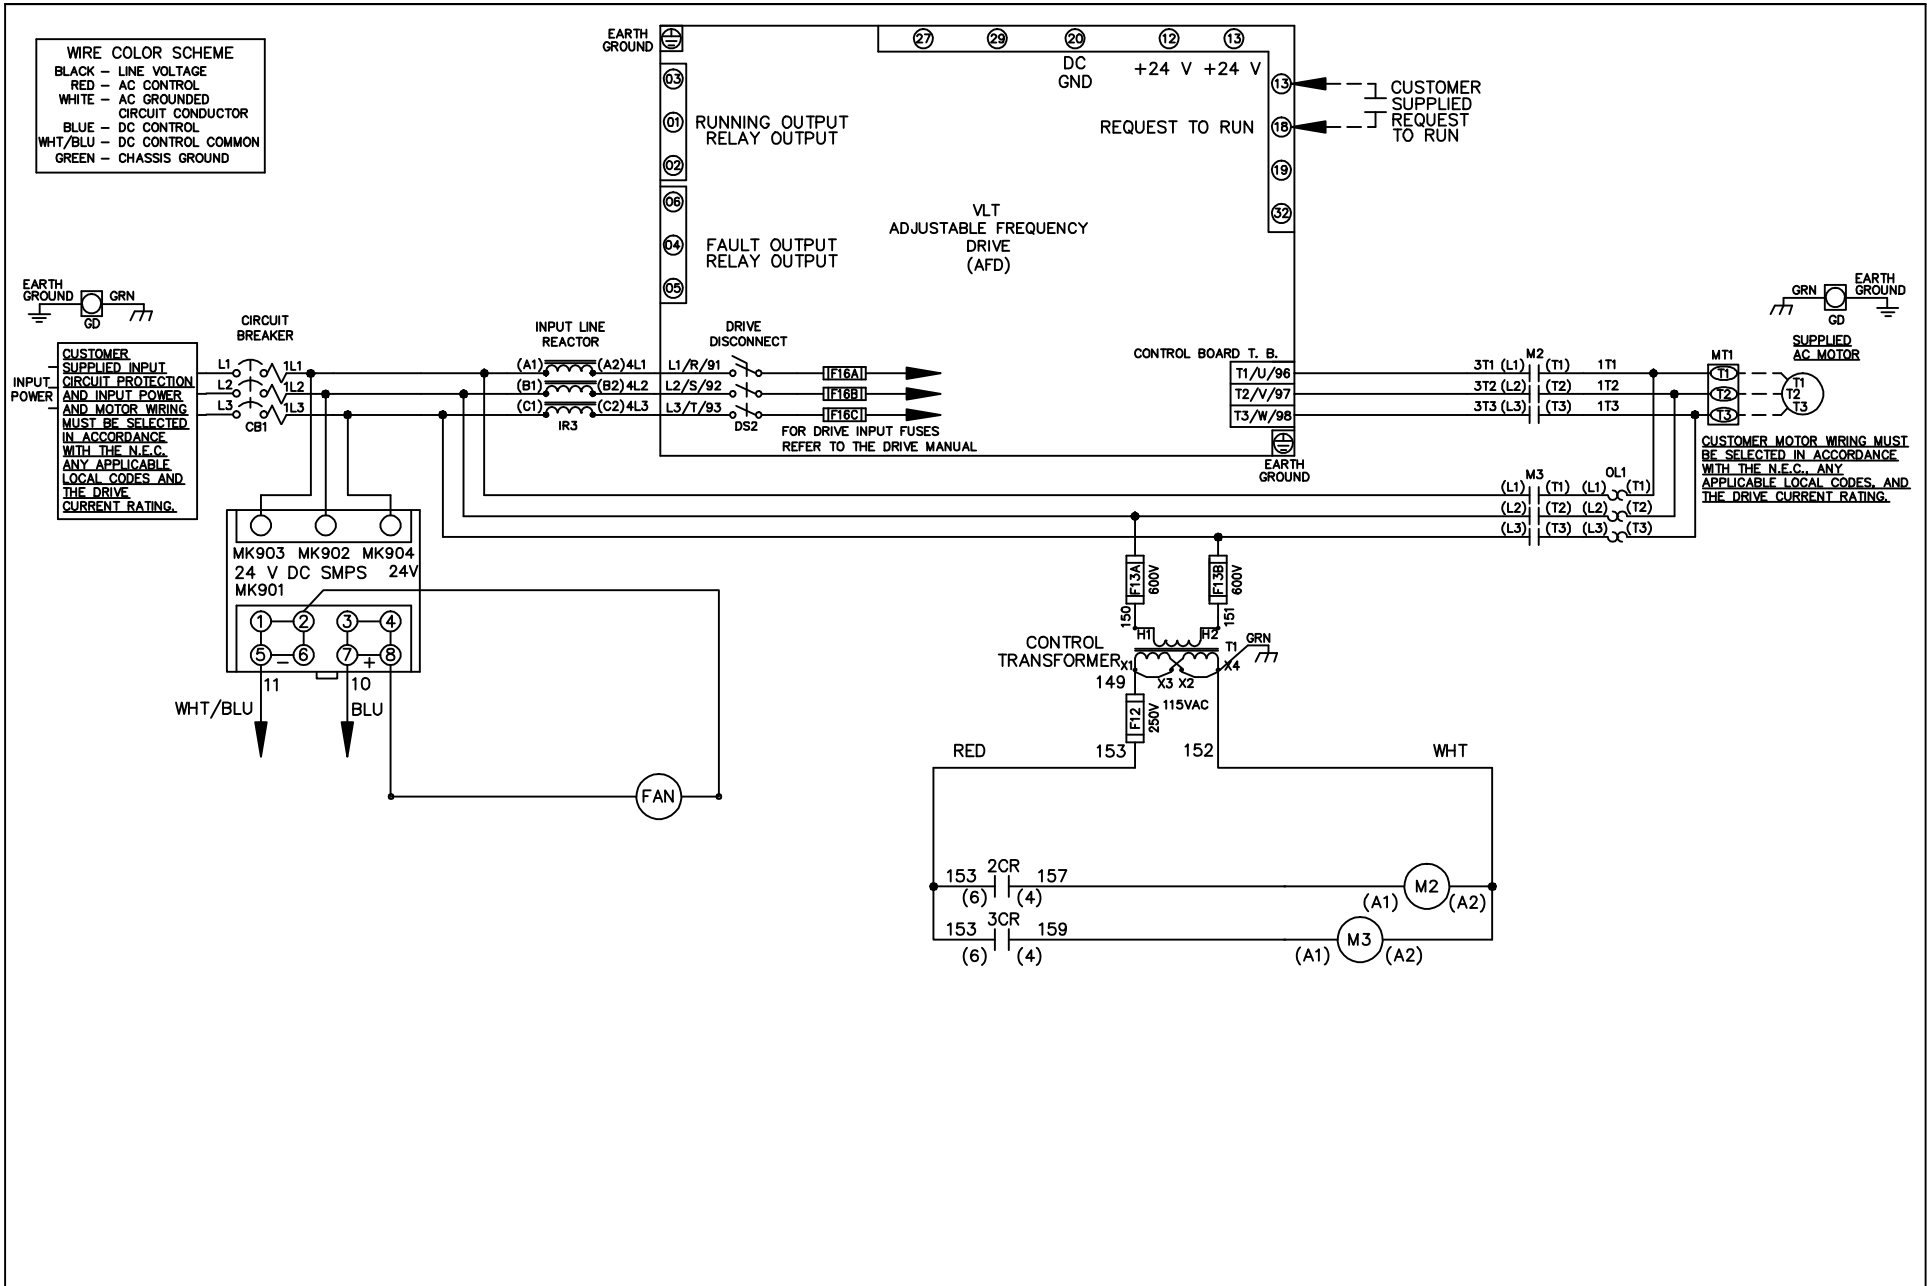 WIRE COLOR SCHEME
BLACK – LINE VOLTAGE
RED – AC CONTROL
WHITE – AC GROUNDED
CIRCUIT CONDUCTOR
BLUE – DC CONTROL
WHT/BLU – DC CONTROL COMMON
GREEN – CHASSIS GROUND
EARTH
GROUND
27
29
20
12
13
DC
GND
+24 V
+24 V
03
01
02
RUNNING OUTPUT
RELAY OUTPUT
06
04
05
FAULT OUTPUT
RELAY OUTPUT
VLT
ADJUSTABLE FREQUENCY
DRIVE
(AFD)
REQUEST TO RUN
13
18
19
32
CUSTOMER
SUPPLIED
REQUEST
TO RUN
EARTH
GROUND
GRN
GD
INPUT
POWER
CUSTOMER
SUPPLIED INPUT
CIRCUIT PROTECTION
AND INPUT POWER
AND MOTOR WIRING
MUST BE SELECTED
IN ACCORDANCE
WITH THE N.E.C.
ANY APPLICABLE
LOCAL CODES AND
THE DRIVE
CURRENT RATING.
CIRCUIT
BREAKER
L1
1L1
L2
1L2
L3
1L3
CB1
INPUT LINE
REACTOR
(A1)
(A2)
4L1
(B1)
(B2)
4L2
(C1)
(C2)
4L3
IR3
DRIVE
DISCONNECT
L1/R/91
L2/S/92
L3/T/93
DS2
F16A
F16B
F16C
FOR DRIVE INPUT FUSES
REFER TO THE DRIVE MANUAL
CONTROL BOARD T. B.
T1/U/96
T2/V/97
T3/W/98
EARTH
GROUND
M2
3T1 (L1) (T1) 1T1
3T2 (L2) (T2) 1T2
3T3 (L3) (T3) 1T3
MT1
T1
T2
T3
GRN
GD
EARTH
GROUND
SUPPLIED
AC MOTOR
T1
T2
T3
CUSTOMER MOTOR WIRING MUST
BE SELECTED IN ACCORDANCE
WITH THE N.E.C., ANY
APPLICABLE LOCAL CODES, AND
THE DRIVE CURRENT RATING.
M3
OL1
(L1) (T1) (L1) (T1)
(L2) (T2) (L2) (T2)
(L3) (T3) (L3) (T3)
MK903 MK902 MK904
24 V DC SMPS 24V
MK901
1
2
3
4
5
–
6
7
+
8
11
10
WHT/BLU
BLU
FAN
F13A
600V
F13B
600V
150
151
H1
H2
CONTROL
TRANSFORMER
T1
GRN
X1
X4
X3 X2
149
F12
250V
115VAC
RED
153
152
WHT
153
2CR
157
(6)
(4)
M2
(A1)
(A2)
153
3CR
159
(6)
(4)
M3
(A1)
(A2)